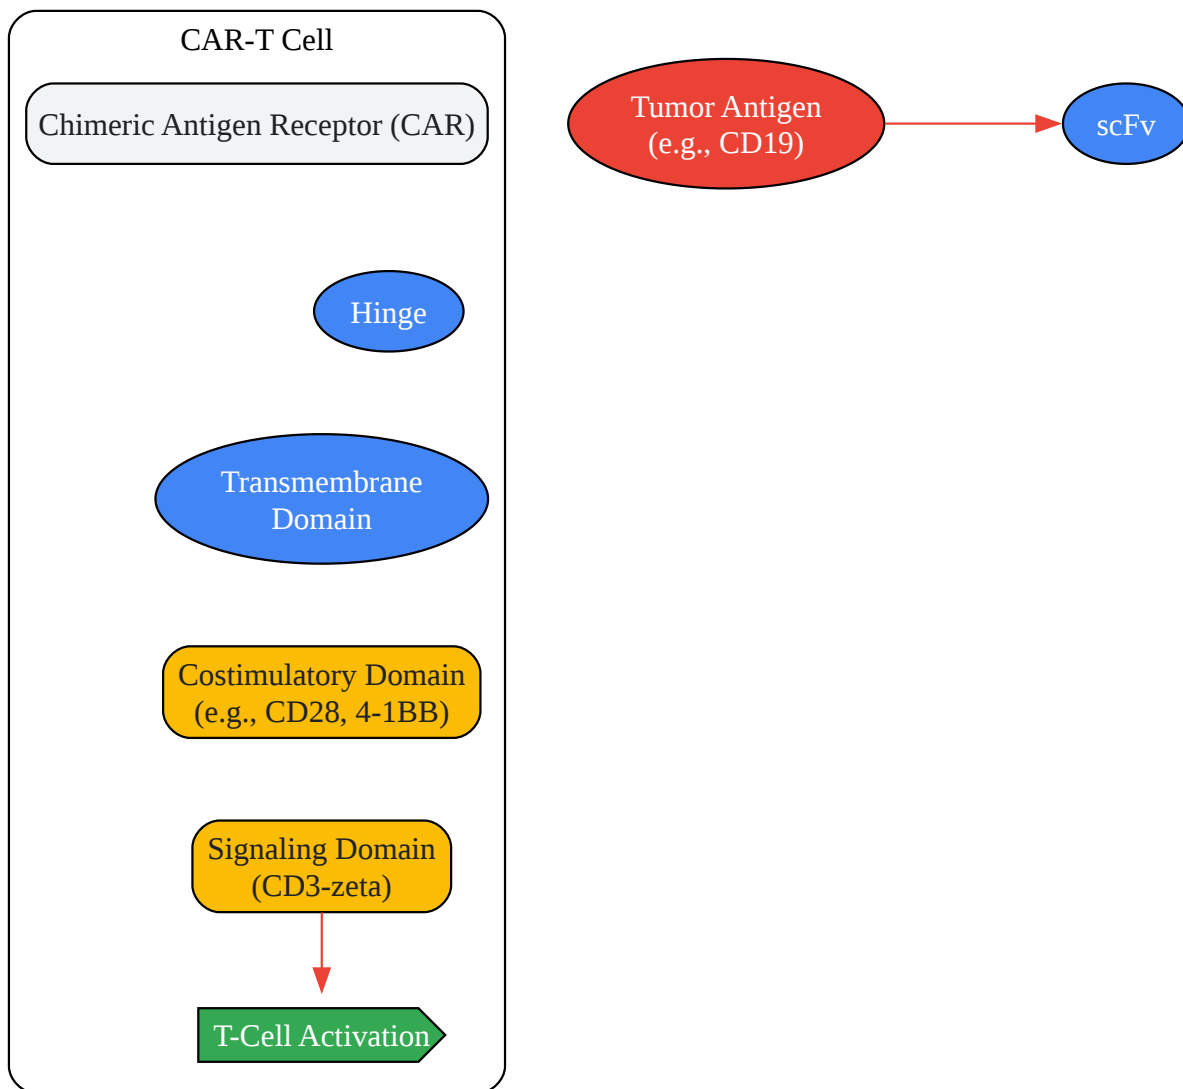 CAR-T Cell
Chimeric Antigen Receptor (CAR)
Tumor Antigen
(e.g., CD19)
scFv
Hinge
Transmembrane
Domain
Costimulatory Domain
(e.g., CD28, 4-1BB)
Signaling Domain
(CD3-zeta)
T-Cell Activation